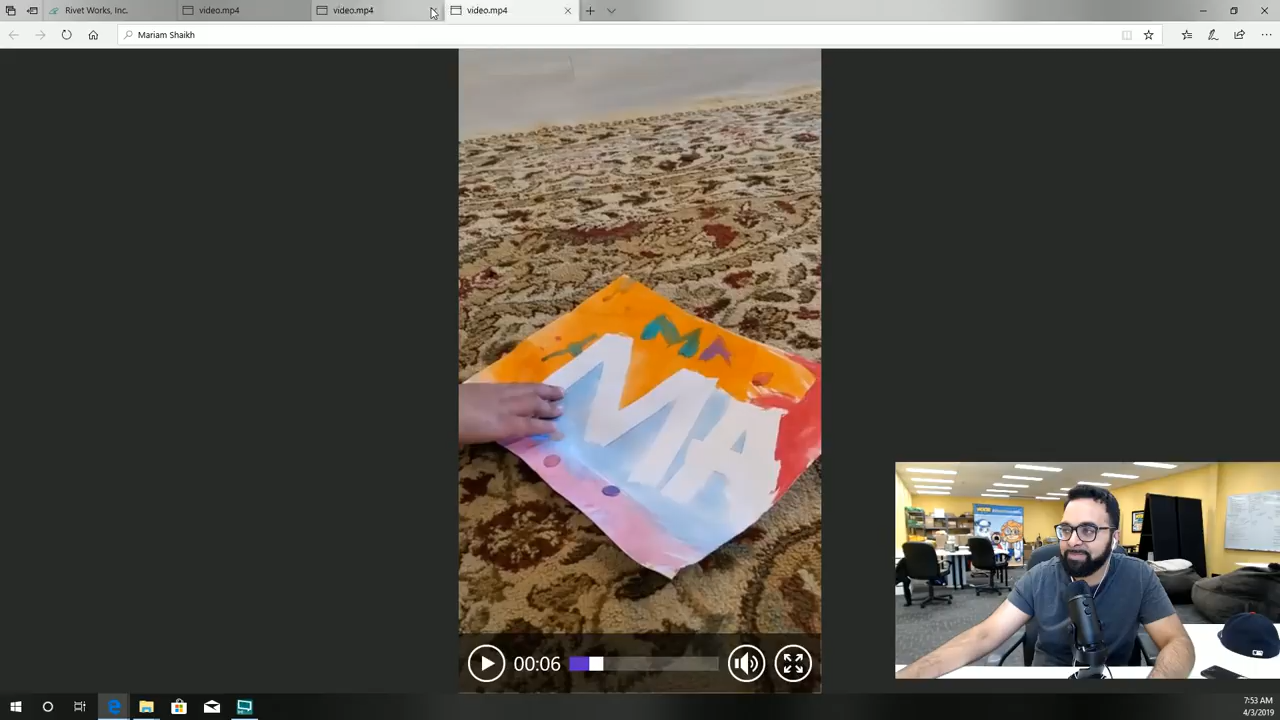 Rivet Works, Inc.
video.mp4
video.mp4
video.mp4
Mariam Shaikh
MA
MA
00:06
7:53 AM
4/3/2019